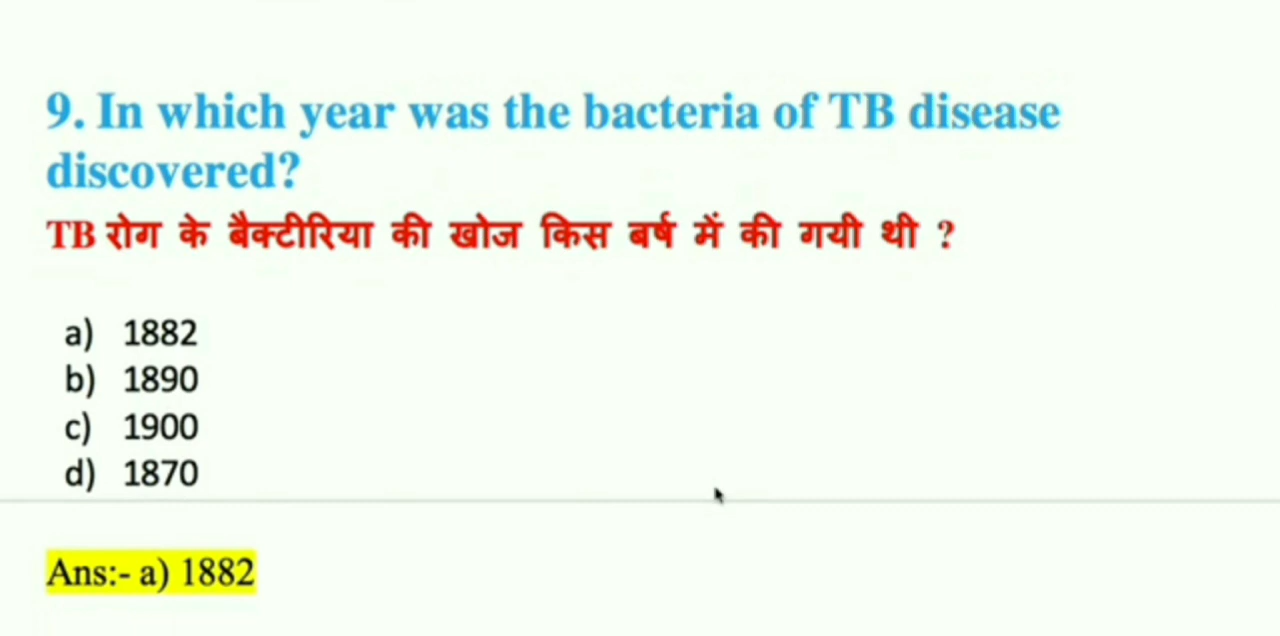 9. In which year was the bacteria of TB disease
discovered?
TB रोग के बैक्टीरिया की खोज किस बर्ष में की गयी थी ?
a) 1882
b) 1890
c) 1900
d) 1870
Ans:- a) 1882